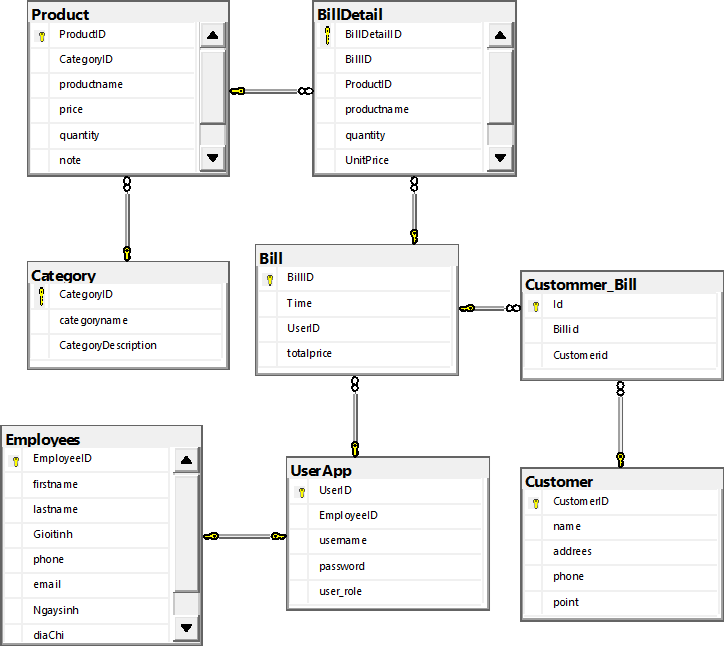 Product
ProductID
CategoryID
productname
price
quantity
note
BillDetail
BillDetailID
BillID
ProductID
productname
quantity
UnitPrice
Category
CategoryID
categoryname
CategoryDescription
Bill
BillID
Time
UserID
totalprice
Custommer_Bill
Id
Billid
Customerid
Employees
EmployeeID
firstname
lastname
Gioitinh
phone
email
Ngaysinh
diaChi
UserApp
UserID
EmployeeID
username
password
user_role
Customer
CustomerID
name
addrees
phone
point